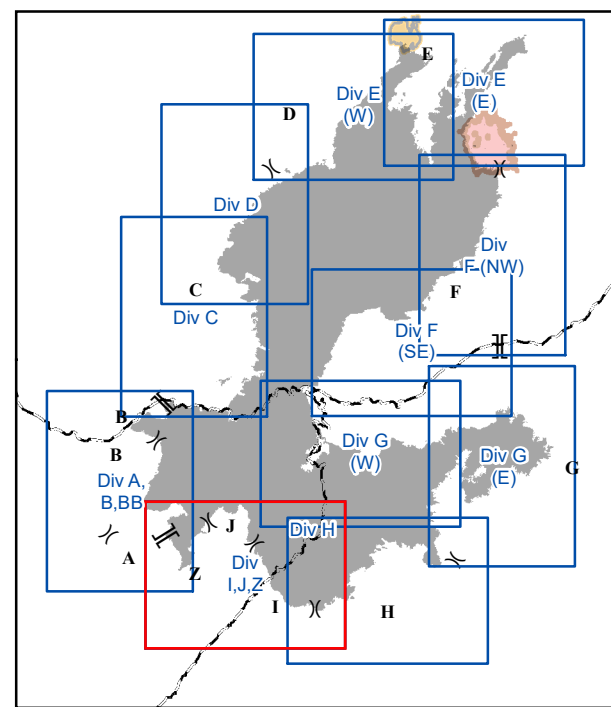 E
Div E
(E)
Div E
(W)
D
Div D
Div
F (NW)
C
F
Div C
Div F
(SE)
B
B
Div G
(W)
Div G
(E)
G
Div A,
B,BB
J
Div H
A
Z
Div
I,J,Z
I
H